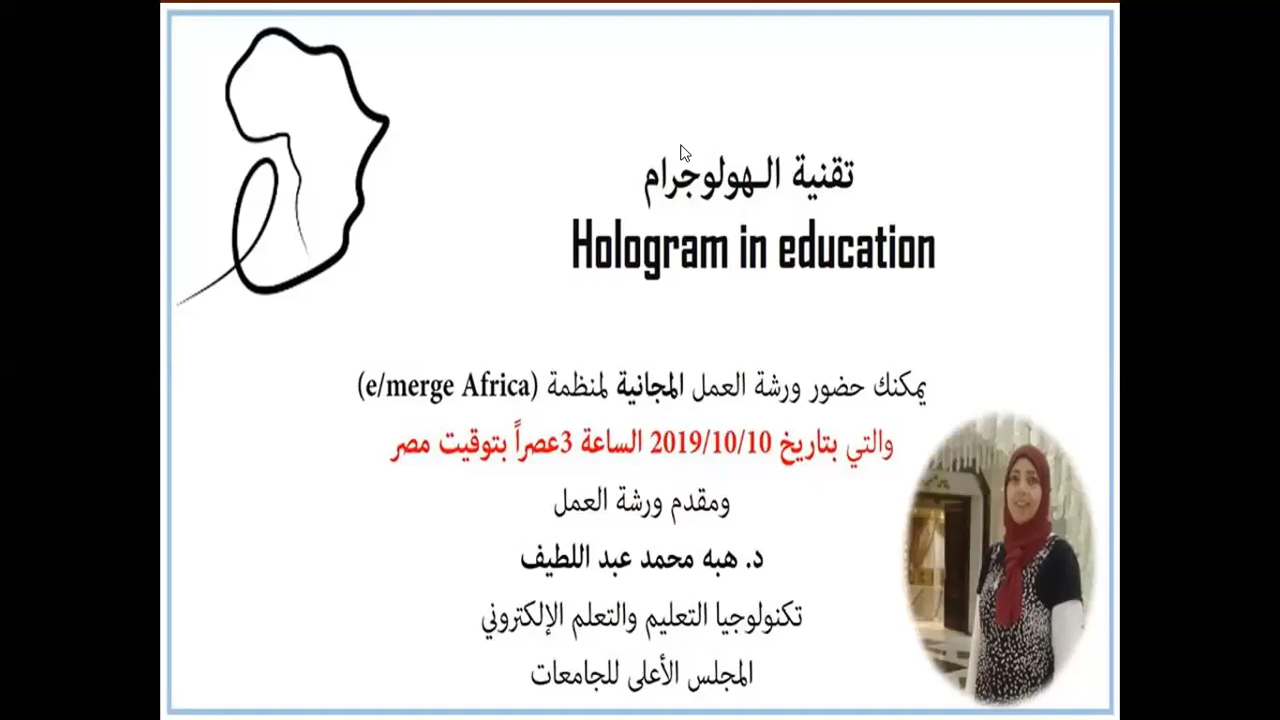 تقنية الـهولوجرام
Hologram in education
يمكنك حضور ورشة العمل المجانية لمنظمة (e/merge Africa)
والتي بتاريخ 2019/10/10 الساعة 3عصراً بتوقيت مصر
ومقدم ورشة العمل
د. هبه محمد عبد اللطيف
تكنولوجيا التعليم والتعلم الإلكتروني
المجلس الأعلى للجامعات